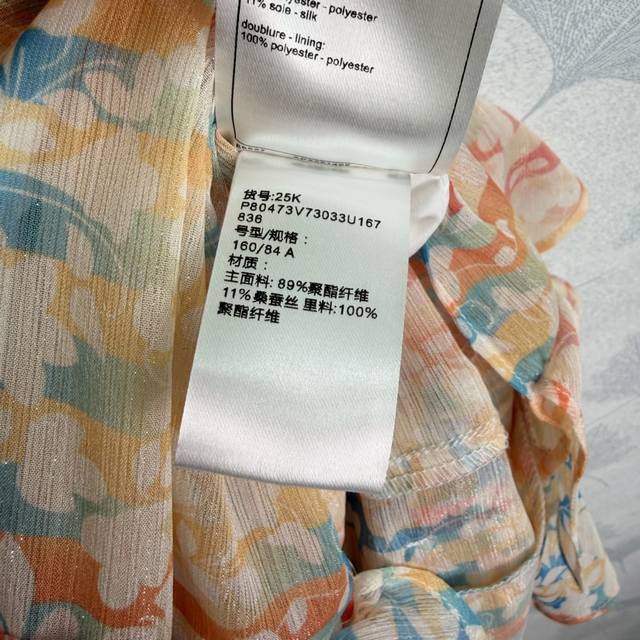 polyester - polyester
11% soie - silk
doublure - lining:
100% polyester - polyester
货号:25K
P80473V73033U167
836
号型/规格：
160/84 A
材质：
主面料: 89%聚酯纤维
11%桑蚕丝 里料:100%
聚酯纤维